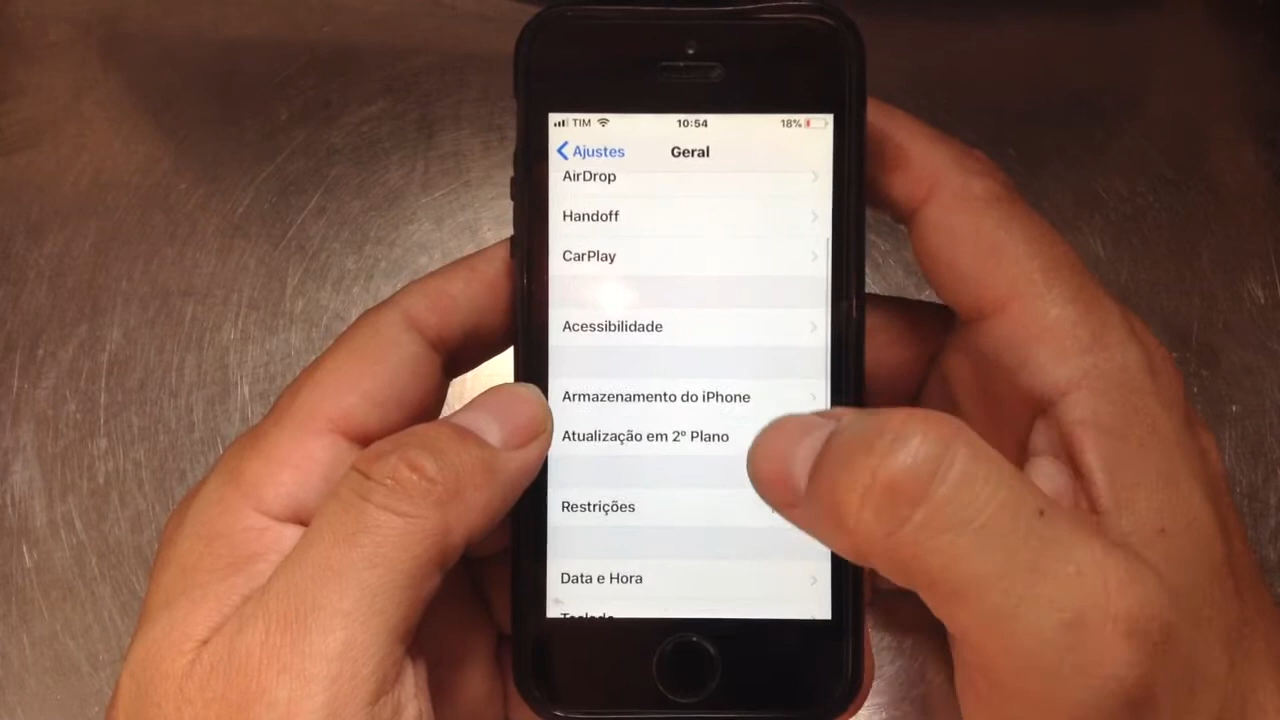 TIM 10:54 18%
Ajustes Geral
AirDrop
Handoff
CarPlay
Acessibilidade
Armazenamento do iPhone
Atualização em 2º Plano
Restrições
Data e Hora
Teclado